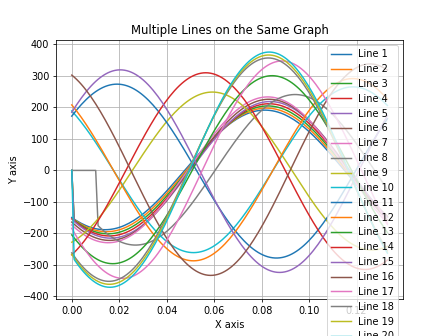 Multiple Lines on the Same Graph
400
300
200
100
0
−100
−200
−300
−400
Y axis
0.00
0.02
0.04
0.06
0.08
0.10
X axis
Line 1
Line 2
Line 3
Line 4
Line 5
Line 6
Line 7
Line 8
Line 9
Line 10
Line 11
Line 12
Line 13
Line 14
Line 15
Line 16
Line 17
Line 18
Line 19
Line 20